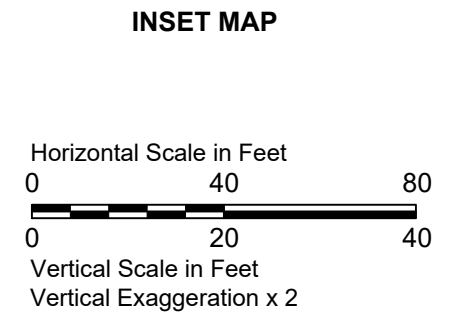 INSET MAP
Horizontal Scale in Feet
0 40 80
0 20 40
Vertical Scale in Feet
Vertical Exaggeration x 2